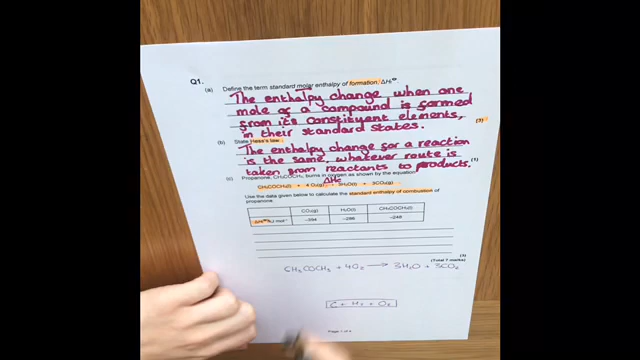 Q1.
(a) Define the term standard molar enthalpy of formation, ΔHf⦵
The enthalpy change when one
mole of a compound is formed
from its constituent elements,
in their standard states.
(3)
(b) State Hess's law
The enthalpy change for a reaction
is the same, whatever route is
taken from reactants to products.
(1)
(c) Propanone, CH3COCH3, burns in oxygen as shown by the equation
ΔHc
CH3COCH3(l) + 4O2(g) → 3H2O(l) + 3CO2(g)
Use the data given below to calculate the standard enthalpy of combustion of
propanone
CO2(g) H2O(l) CH3COCH3(l)
ΔHf⦵/kJ mol−1 −394 −286 −248
(3)
(Total 7 marks)
CH3COCH3 + 4O2 → 3H2O + 3CO2
C + H2 + O2
Page 1 of 4